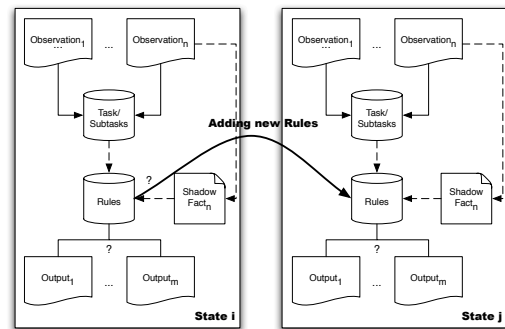 Observation1 ... Observationn
...
Task/
Subtasks
?
Rules
Shadow
Factn
?
Output1 ... Outputm
State i
Adding new Rules
Observation1 ... Observationn
...
Task/
Subtasks
Rules
Shadow
Factn
?
Output1 ... Outputm
State j